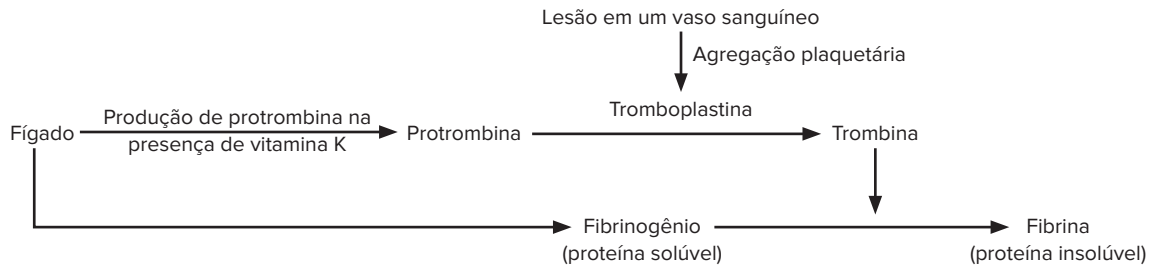 Lesão em um vaso sanguíneo
Agregação plaquetária
Tromboplastina
Fígado
Produção de protrombina na
presença de vitamina K
Protrombina
Trombina
Fibrinogênio
(proteína solúvel)
Fibrina
(proteína insolúvel)